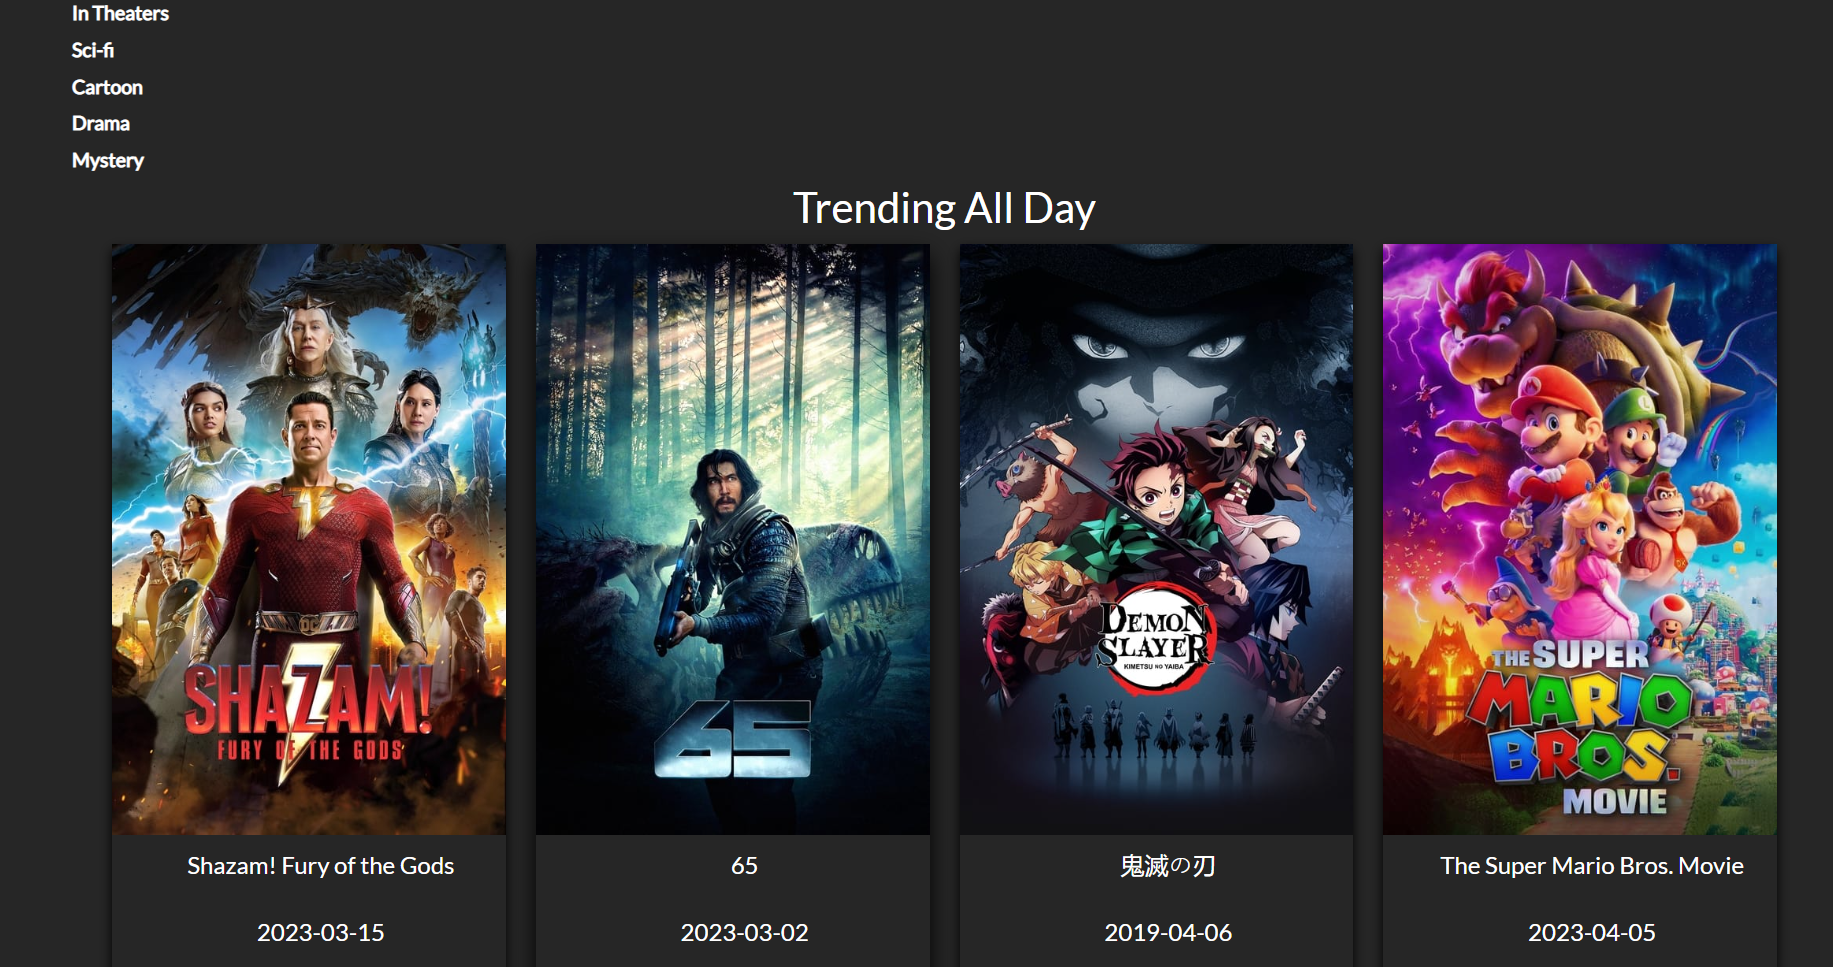 In Theaters
Sci-fi
Cartoon
Drama
Mystery
Trending All Day
DC
SHAZAM!
FURY OF THE GODS
65
DEMON
SLAYER
KIMETSU NO YAIBA
THE SUPER
MARIO
BROS.
MOVIE
Shazam! Fury of the Gods
65
鬼滅の刃
The Super Mario Bros. Movie
2023-03-15
2023-03-02
2019-04-06
2023-04-05